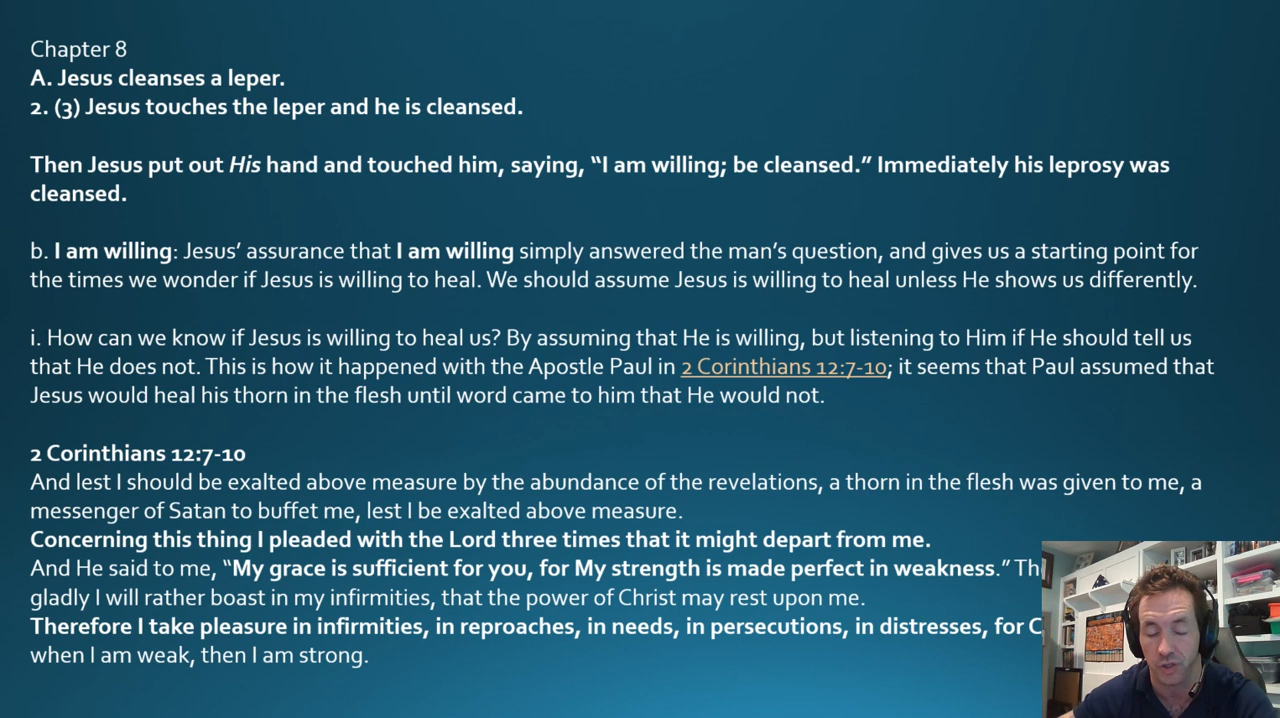 Chapter 8
A. Jesus cleanses a leper.
2. (3) Jesus touches the leper and he is cleansed.
Then Jesus put out His hand and touched him, saying, “I am willing; be cleansed.” Immediately his leprosy was
cleansed.
b. I am willing: Jesus’ assurance that I am willing simply answered the man’s question, and gives us a starting point for
the times we wonder if Jesus is willing to heal. We should assume Jesus is willing to heal unless He shows us differently.
i. How can we know if Jesus is willing to heal us? By assuming that He is willing, but listening to Him if He should tell us
that He does not. This is how it happened with the Apostle Paul in 2 Corinthians 12:7-10; it seems that Paul assumed that
Jesus would heal his thorn in the flesh until word came to him that He would not.
2 Corinthians 12:7-10
And lest I should be exalted above measure by the abundance of the revelations, a thorn in the flesh was given to me, a
messenger of Satan to buffet me, lest I be exalted above measure.
Concerning this thing I pleaded with the Lord three times that it might depart from me.
And He said to me, “My grace is sufficient for you, for My strength is made perfect in weakness.”
gladly I will rather boast in my infirmities, that the power of Christ may rest upon me.
Therefore I take pleasure in infirmities, in reproaches, in needs, in persecutions, in distresses, for
when I am weak, then I am strong.